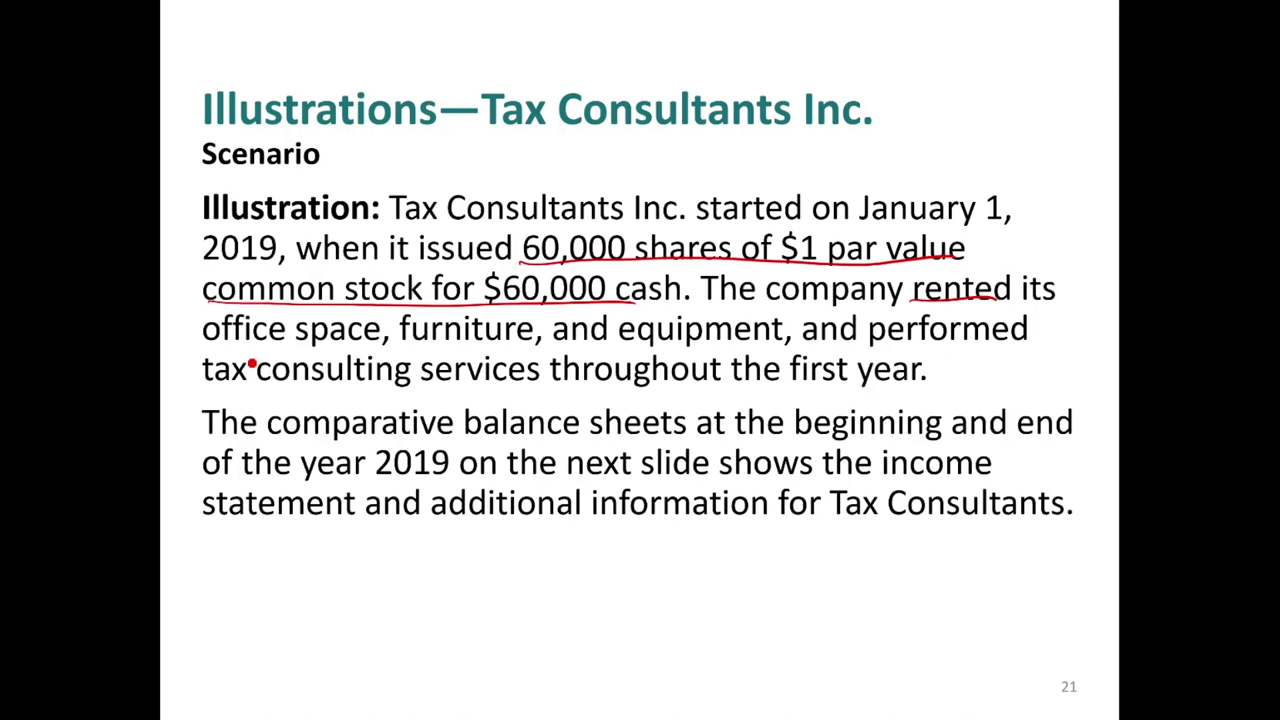 Illustrations—Tax Consultants Inc.
Scenario
Illustration: Tax Consultants Inc. started on January 1,
2019, when it issued 60,000 shares of $1 par value
common stock for $60,000 cash. The company rented its
office space, furniture, and equipment, and performed
tax consulting services throughout the first year.
The comparative balance sheets at the beginning and end
of the year 2019 on the next slide shows the income
statement and additional information for Tax Consultants.
21